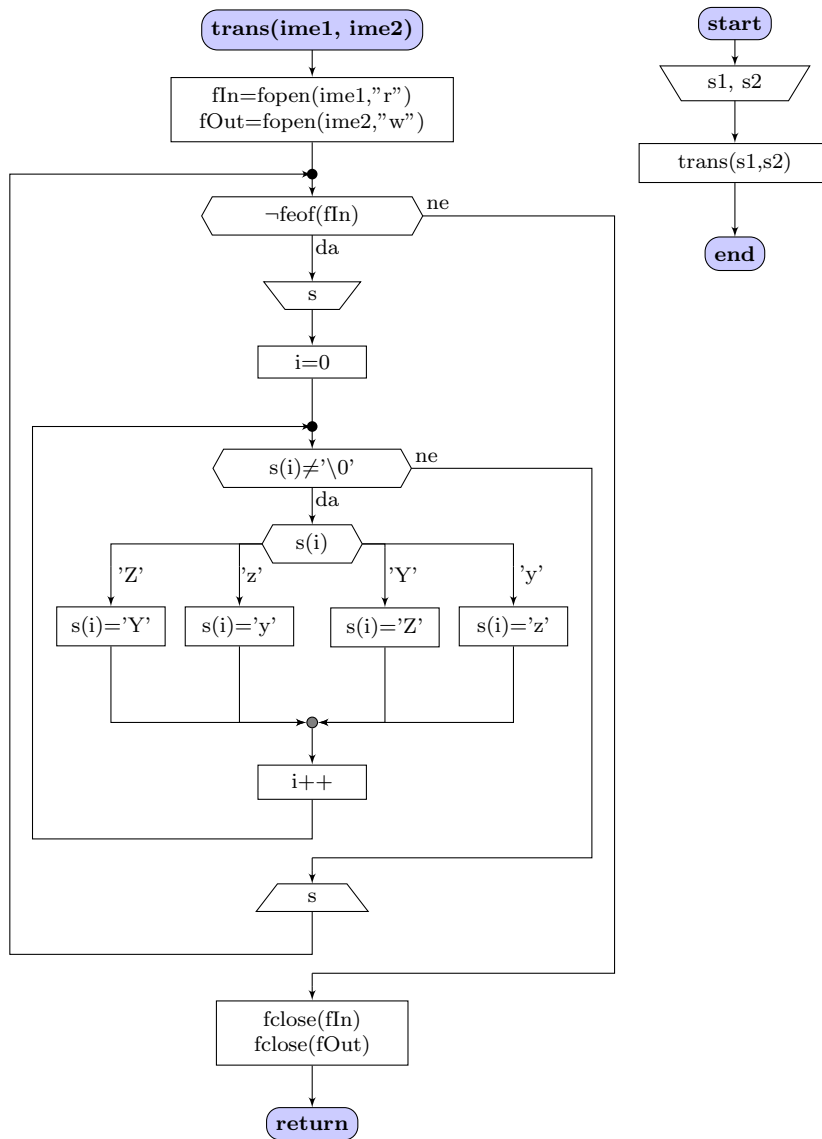 trans(ime1, ime2)
fIn=fopen(ime1,”r”)
fOut=fopen(ime2,”w”)
¬feof(fIn)
ne
da
s
i=0
s(i)≠’\0’
ne
da
s(i)
’Z’
’z’
’Y’
’y’
s(i)=’Y’
s(i)=’y’
s(i)=’Z’
s(i)=’z’
i++
s
fclose(fIn)
fclose(fOut)
return
start
s1, s2
trans(s1,s2)
end